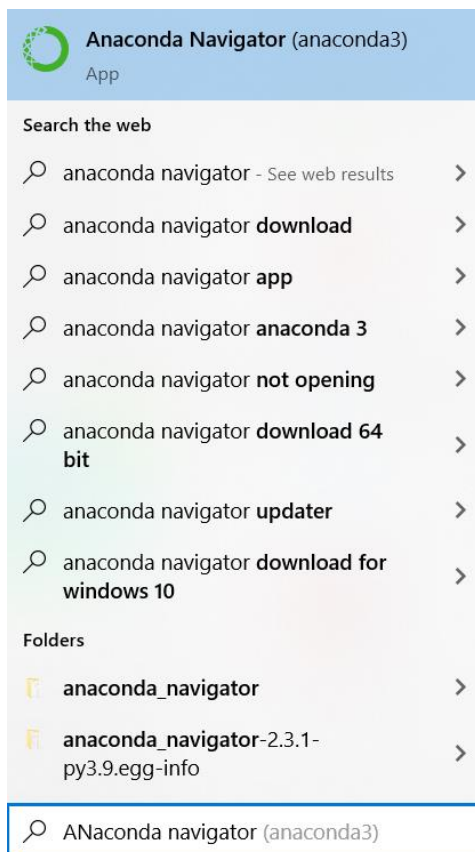 Anaconda Navigator (anaconda3)
App
Search the web
anaconda navigator - See web results
anaconda navigator download
anaconda navigator app
anaconda navigator anaconda 3
anaconda navigator not opening
anaconda navigator download 64
bit
anaconda navigator updater
anaconda navigator download for
windows 10
Folders
anaconda_navigator
anaconda_navigator-2.3.1-
py3.9.egg-info
ANaconda navigator (anaconda3)